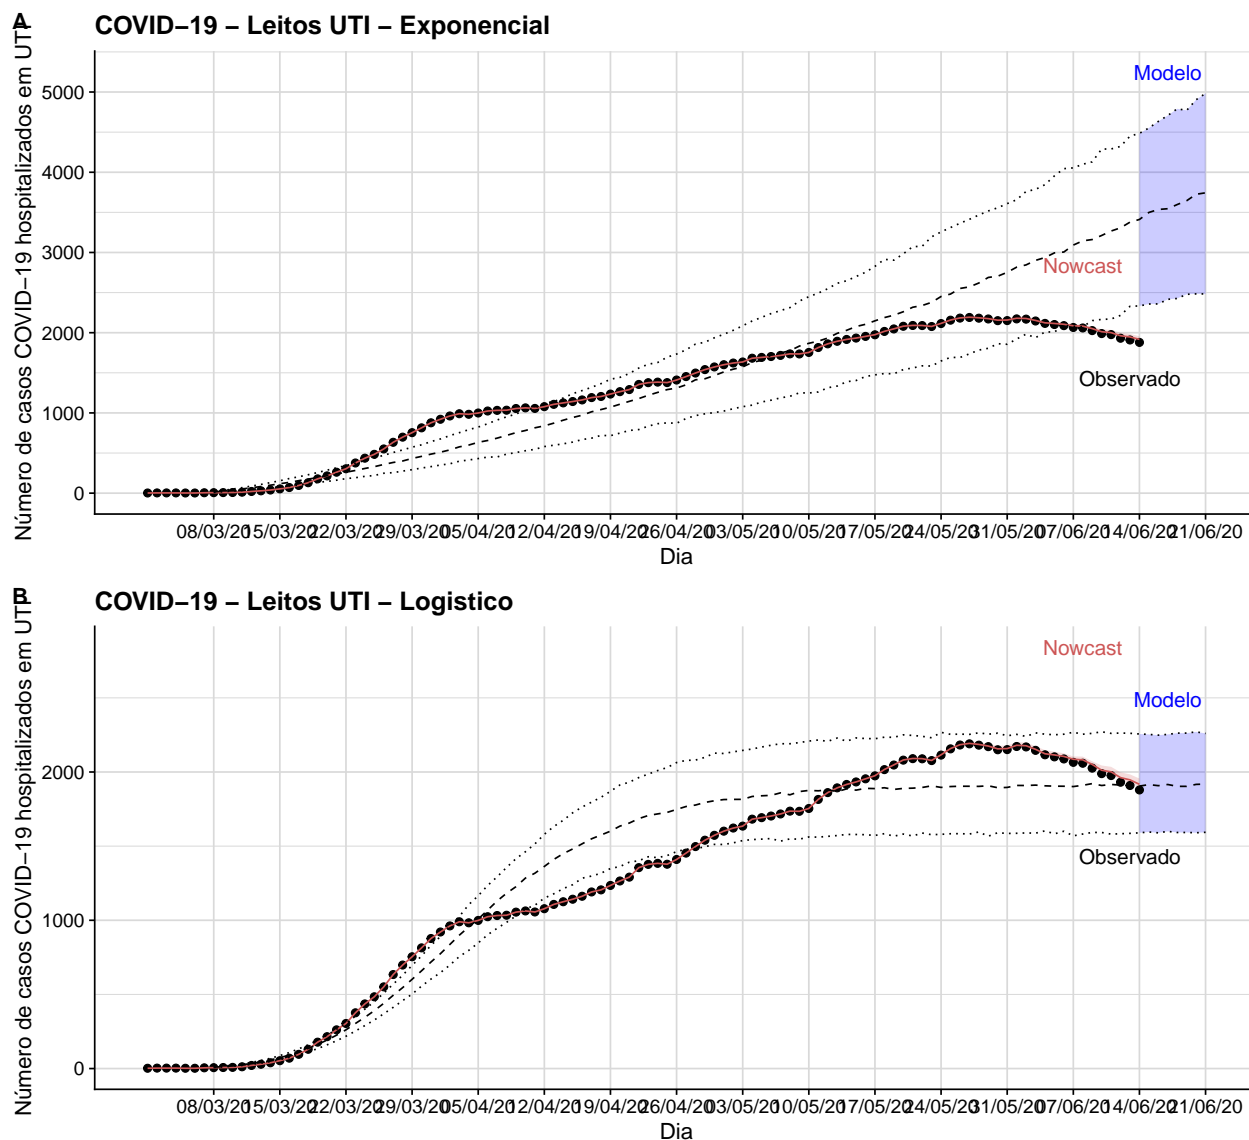 A
COVID−19 − Leitos UTI − Exponencial
Número de casos COVID−19 hospitalizados em UTI
5000
4000
3000
2000
1000
0
Modelo
Nowcast
Observado
08/03/20 15/03/20 22/03/20 29/03/20 05/04/20 12/04/20 19/04/20 26/04/20 03/05/20 10/05/20 17/05/20 24/05/20 31/05/20 07/06/20 14/06/20 21/06/20
Dia
B
COVID−19 − Leitos UTI − Logistico
Número de casos COVID−19 hospitalizados em UTI
2000
1000
0
Nowcast
Modelo
Observado
08/03/20 15/03/20 22/03/20 29/03/20 05/04/20 12/04/20 19/04/20 26/04/20 03/05/20 10/05/20 17/05/20 24/05/20 31/05/20 07/06/20 14/06/20 21/06/20
Dia